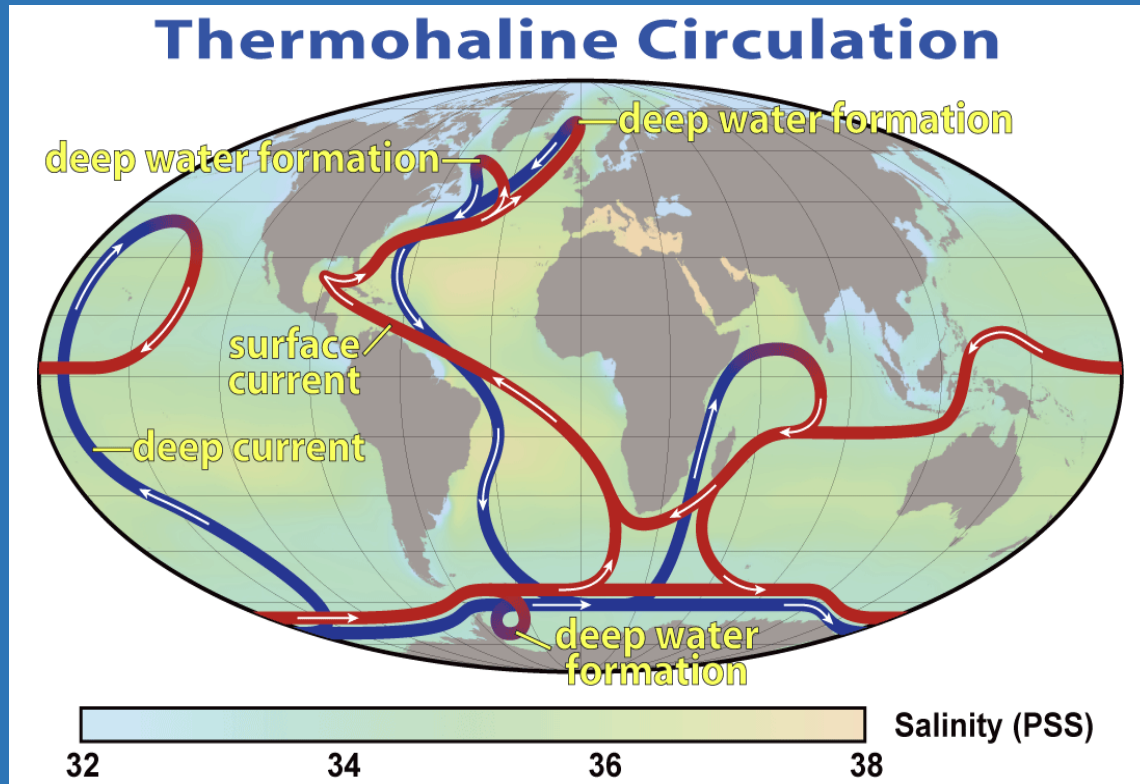 Thermohaline Circulation
deep water formation
deep water formation
surface
current
deep current
deep water
formation
Salinity (PSS)
32
34
36
38